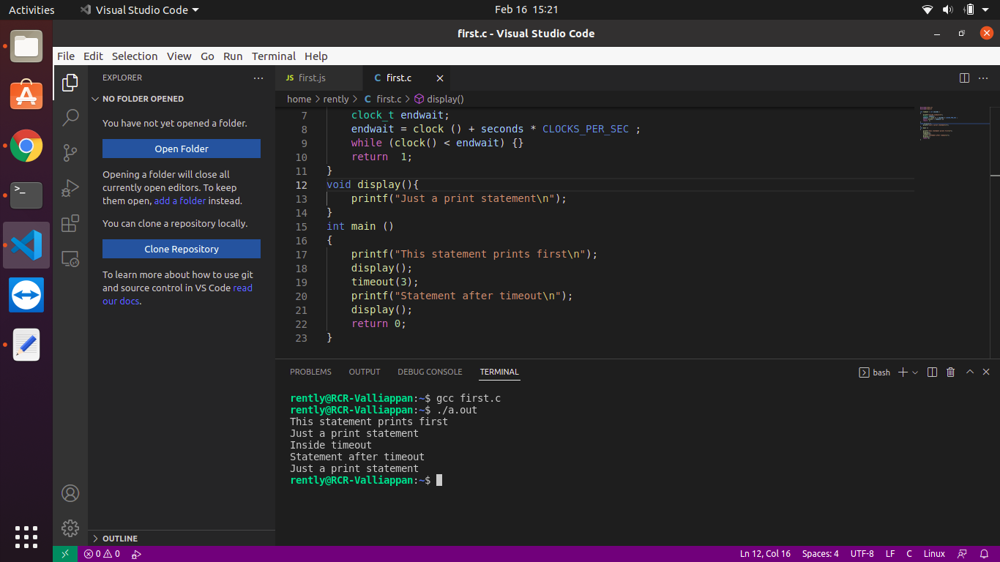 Activities Visual Studio Code Feb 16 15:21
first.c - Visual Studio Code
File Edit Selection View Go Run Terminal Help
EXPLORER
NO FOLDER OPENED
You have not yet opened a folder.
Open Folder
Opening a folder will close all
currently open editors. To keep
them open, add a folder instead.
You can clone a repository locally.
Clone Repository
To learn more about how to use git
and source control in VS Code read
our docs.
OUTLINE
JS first.js C first.c
home > rently > C first.c > display()
7 clock_t endwait;
8 endwait = clock () + seconds * CLOCKS_PER_SEC ;
9 while (clock() < endwait) {}
10 return  1;
11 }
12 void display(){
13 printf("Just a print statement\n");
14 }
15 int main ()
16 {
17 printf("This statement prints first\n");
18 display();
19 timeout(3);
20 printf("Statement after timeout\n");
21 display();
22 return 0;
23 }
PROBLEMS OUTPUT DEBUG CONSOLE TERMINAL bash
rently@RCR-Valliappan:~$ gcc first.c
rently@RCR-Valliappan:~$ ./a.out
This statement prints first
Just a print statement
Inside timeout
Statement after timeout
Just a print statement
rently@RCR-Valliappan:~$
0 0 Ln 12, Col 16 Spaces: 4 UTF-8 LF C Linux